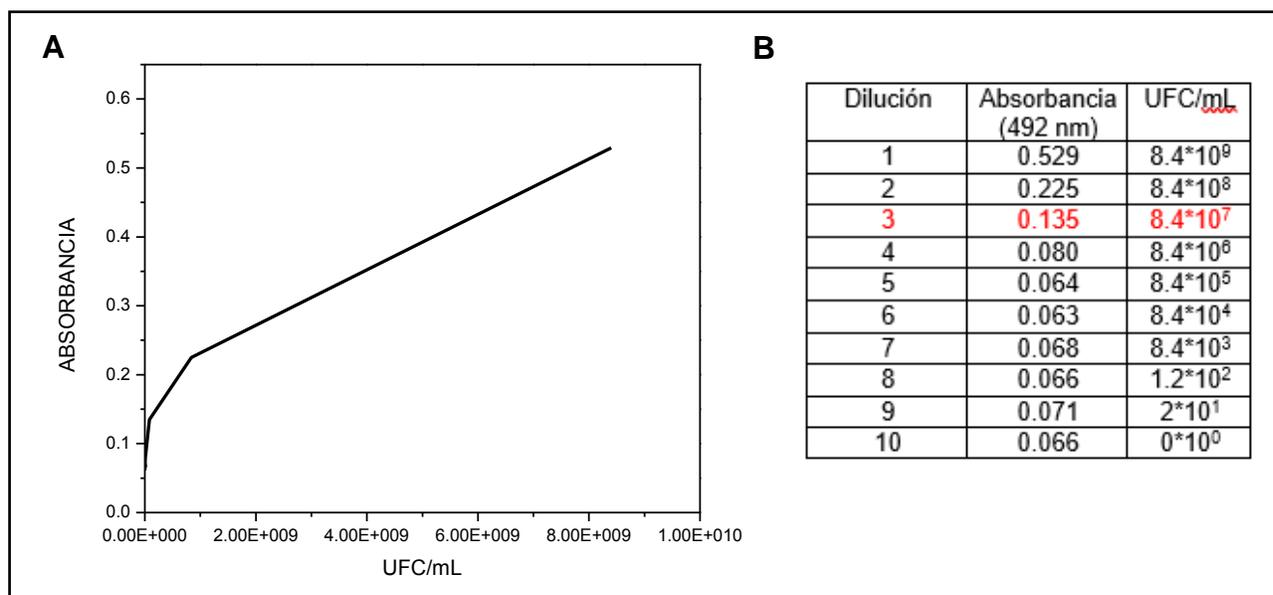 A
B
0.6
0.5
0.4
0.3
0.2
0.1
0.0
ABSORBANCIA
0.00E+000 2.00E+009 4.00E+009 6.00E+009 8.00E+009 1.00E+010
UFC/mL
Dilución Absorbancia (492 nm) UFC/mL
1 0.529 8.4*10⁹
2 0.225 8.4*10⁸
3 0.135 8.4*10⁷
4 0.080 8.4*10⁶
5 0.064 8.4*10⁵
6 0.063 8.4*10⁴
7 0.068 8.4*10³
8 0.066 1.2*10²
9 0.071 2*10¹
10 0.066 0*10⁰